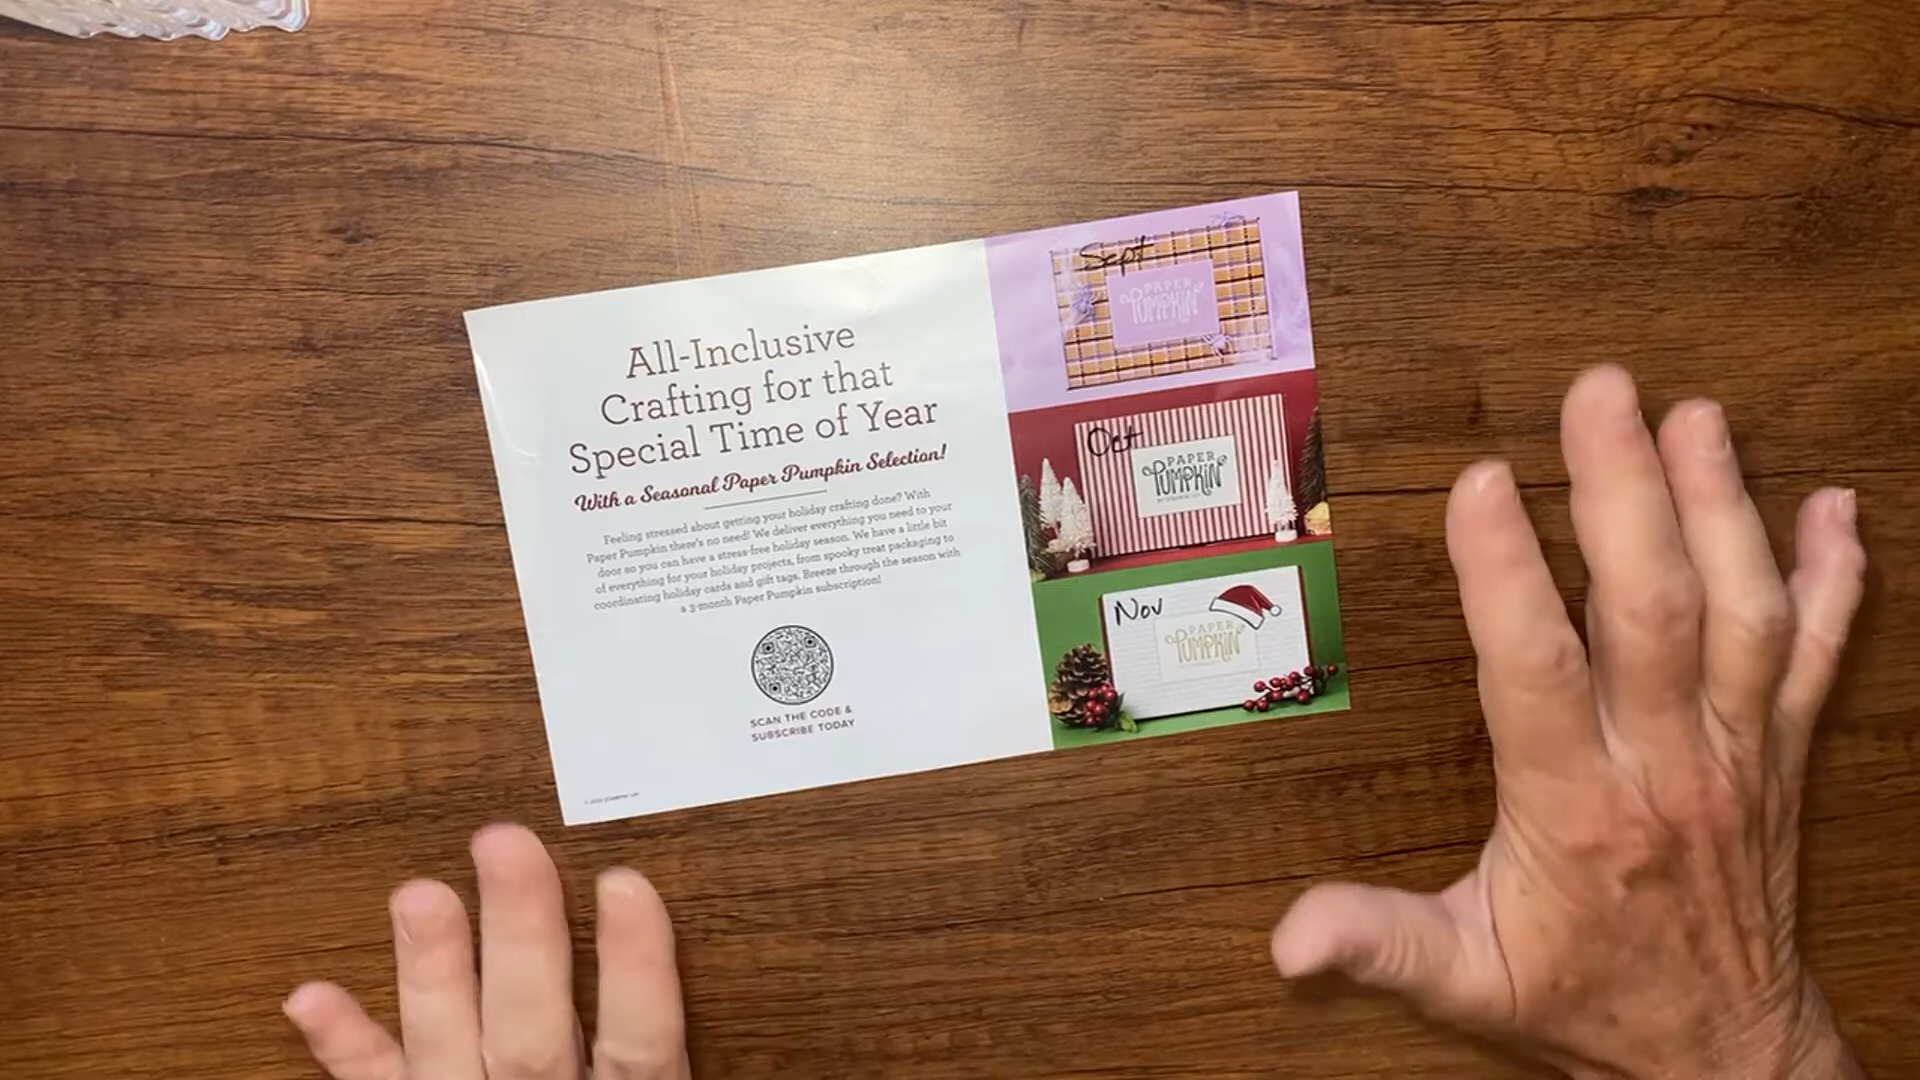 All-Inclusive
Crafting for that
Special Time of Year
With a Seasonal Paper Pumpkin Selection!
Feeling stressed about getting your holiday crafting done? With
Paper Pumpkin there's no need! We deliver everything you need to your
door so you can have a stress-free holiday season. We have a little bit
of everything for your holiday projects, from spooky treat packaging to
coordinating holiday cards and gift tags. Breeze through the season with
a 3-month Paper Pumpkin subscription!
SCAN THE CODE &
SUBSCRIBE TODAY
Sept
PAPER
PUMPKIN
Oct
PAPER
PUMPKIN
Nov
PAPER
PUMPKIN